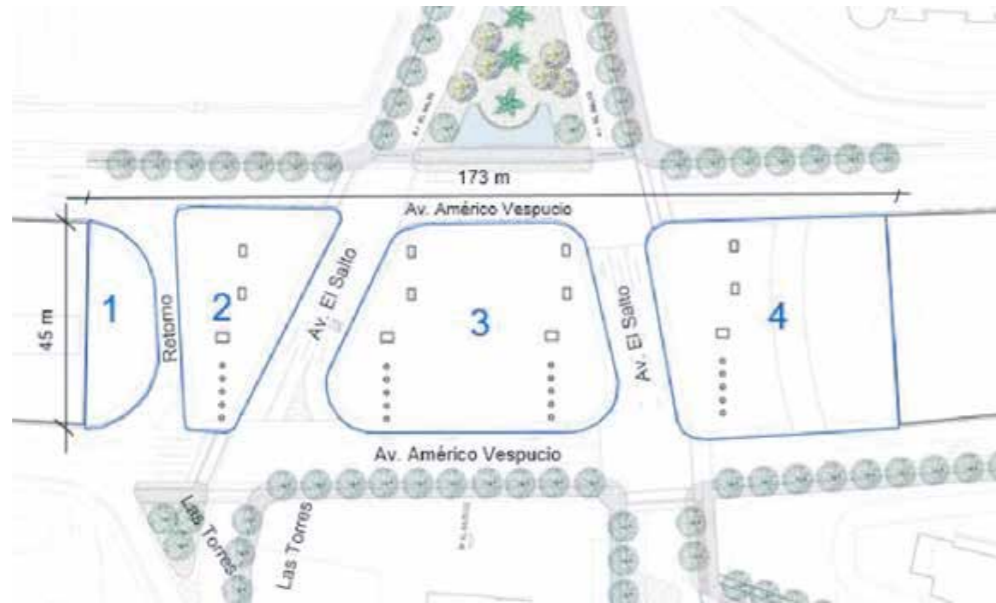 173 m
Av. Américo Vespucio
45 m
1
Retorno
2
Av. El Salto
3
Av. El Salto
4
Av. Américo Vespucio
Las Torres
Las Torres